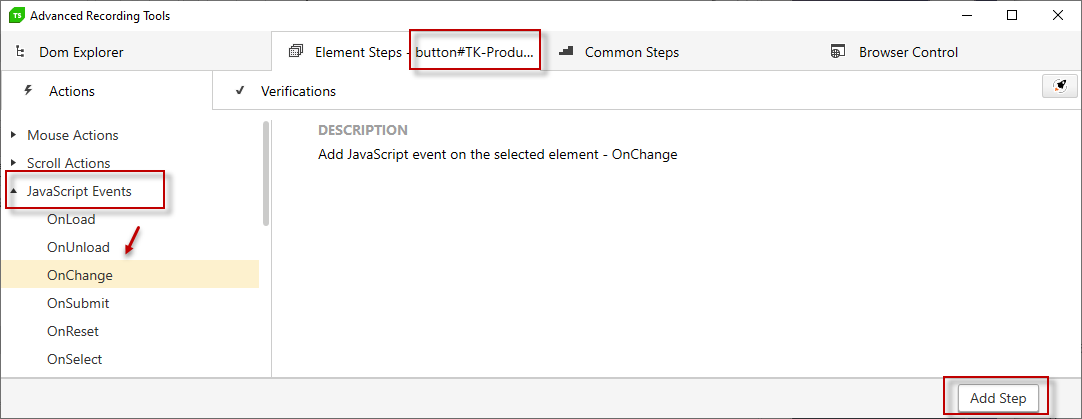 TS Advanced Recording Tools
Dom Explorer
Element Steps - button#TK-Produ...
Common Steps
Browser Control
Actions
Verifications
Mouse Actions
Scroll Actions
JavaScript Events
OnLoad
OnUnload
OnChange
OnSubmit
OnReset
OnSelect
DESCRIPTION
Add JavaScript event on the selected element - OnChange
Add Step